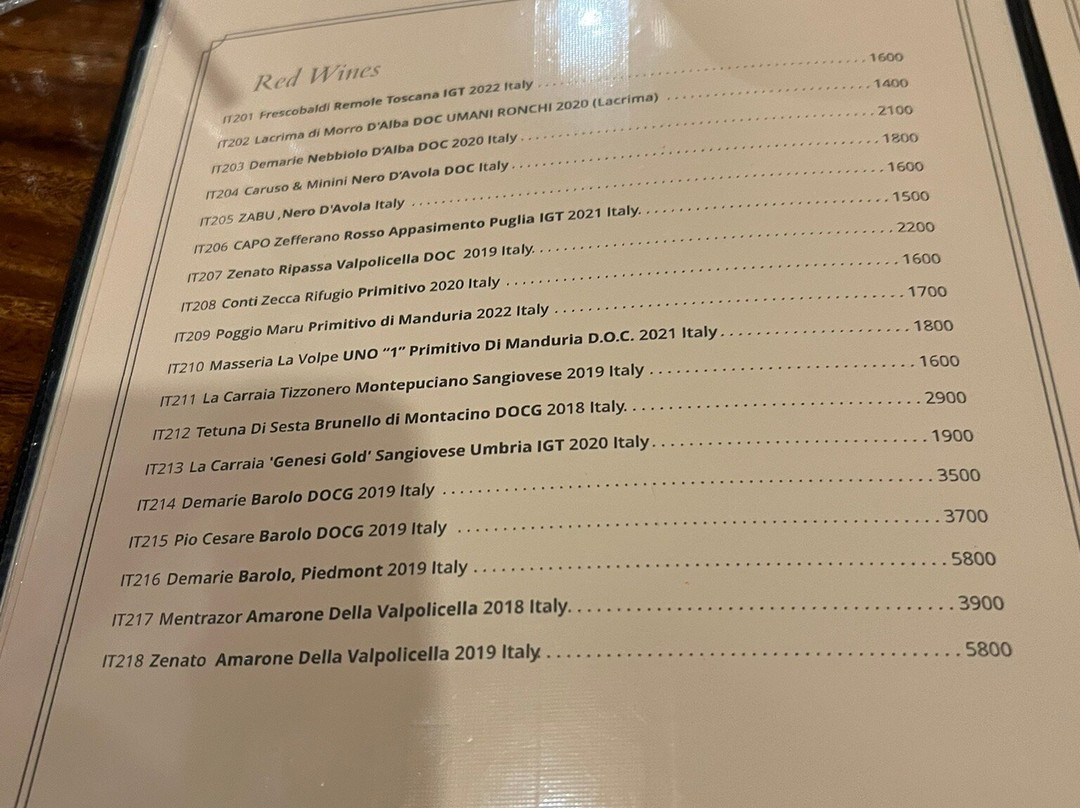 Red Wines
IT201 Frescobaldi Remole Toscana IGT 2022 Italy ........................................ 1600
IT202 Lacrima di Morro D'Alba DOC UMANI RONCHI 2020 (Lacrima) ........................ 1400
IT203 Demarie Nebbiolo D'Alba DOC 2020 Italy ........................................ 2100
IT204 Caruso & Minini Nero D'Avola DOC Italy ........................................ 1800
IT205 ZABU ,Nero D'Avola Italy ........................................ 1600
IT206 CAPO Zefferano Rosso Appasimento Puglia IGT 2021 Italy............................ 1500
IT207 Zenato Ripassa Valpolicella DOC 2019 Italy........................................ 2200
IT208 Conti Zecca Rifugio Primitivo 2020 Italy ........................................ 1600
IT209 Poggio Maru Primitivo di Manduria 2022 Italy .................................... 1700
IT210 Masseria La Volpe UNO "1" Primitivo Di Manduria D.O.C. 2021 Italy...................... 1800
IT211 La Carraia Tizzonero Montepuciano Sangiovese 2019 Italy ............................ 1600
IT212 Tetuna Di Sesta Brunello di Montacino DOCG 2018 Italy............................... 2900
IT213 La Carraia 'Genesi Gold' Sangiovese Umbria IGT 2020 Italy............................ 1900
IT214 Demarie Barolo DOCG 2019 Italy ........................................ 3500
IT215 Pio Cesare Barolo DOCG 2019 Italy ........................................ 3700
IT216 Demarie Barolo, Piedmont 2019 Italy ........................................ 5800
IT217 Mentrazor Amarone Della Valpolicella 2018 Italy................................... 3900
IT218 Zenato Amarone Della Valpolicella 2019 Italy..................................... 5800